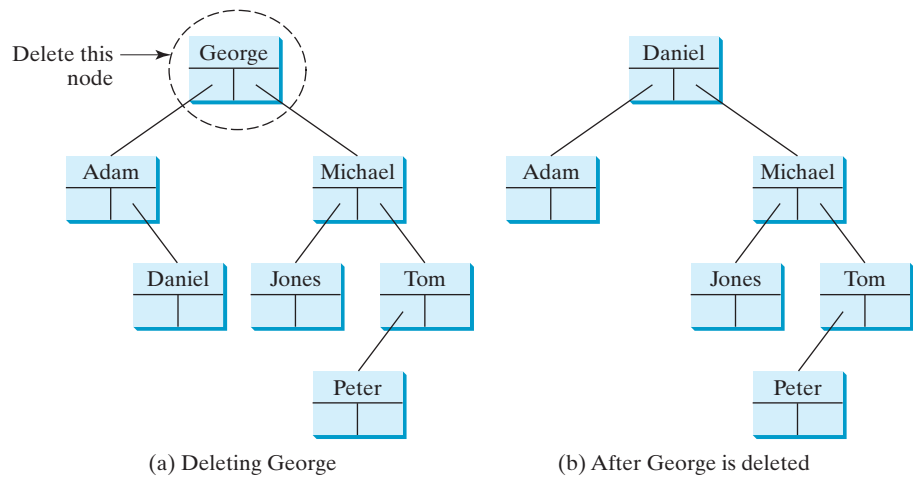 Delete this
node
George
Adam
Michael
Daniel
Jones
Tom
Peter
(a) Deleting George
Daniel
Adam
Michael
Jones
Tom
Peter
(b) After George is deleted